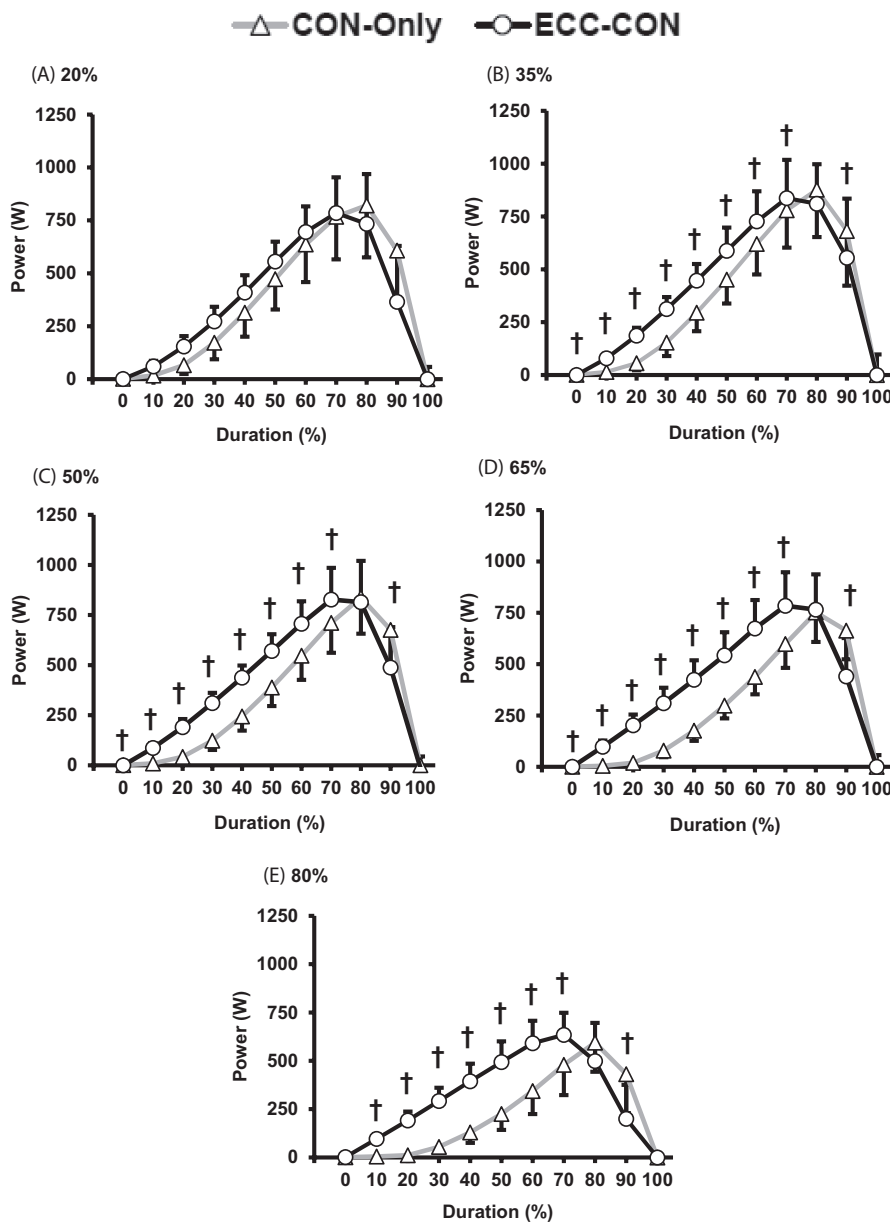 CON-Only ECC-CON
(A) 20%
1250
1000
750
500
250
0
Power (W)
† 
0 10 20 30 40 50 60 70 80 90 100
Duration (%)
(B) 35%
1250
1000
750
500
250
0
Power (W)
† † † † † † † † †
0 10 20 30 40 50 60 70 80 90 100
Duration (%)
(C) 50%
1250
1000
750
500
250
0
Power (W)
† † † † † † † † †
0 10 20 30 40 50 60 70 80 90 100
Duration (%)
(D) 65%
1250
1000
750
500
250
0
Power (W)
† † † † † † † † †
0 10 20 30 40 50 60 70 80 90 100
Duration (%)
(E) 80%
1250
1000
750
500
250
0
Power (W)
† † † † † † † †
0 10 20 30 40 50 60 70 80 90 100
Duration (%)